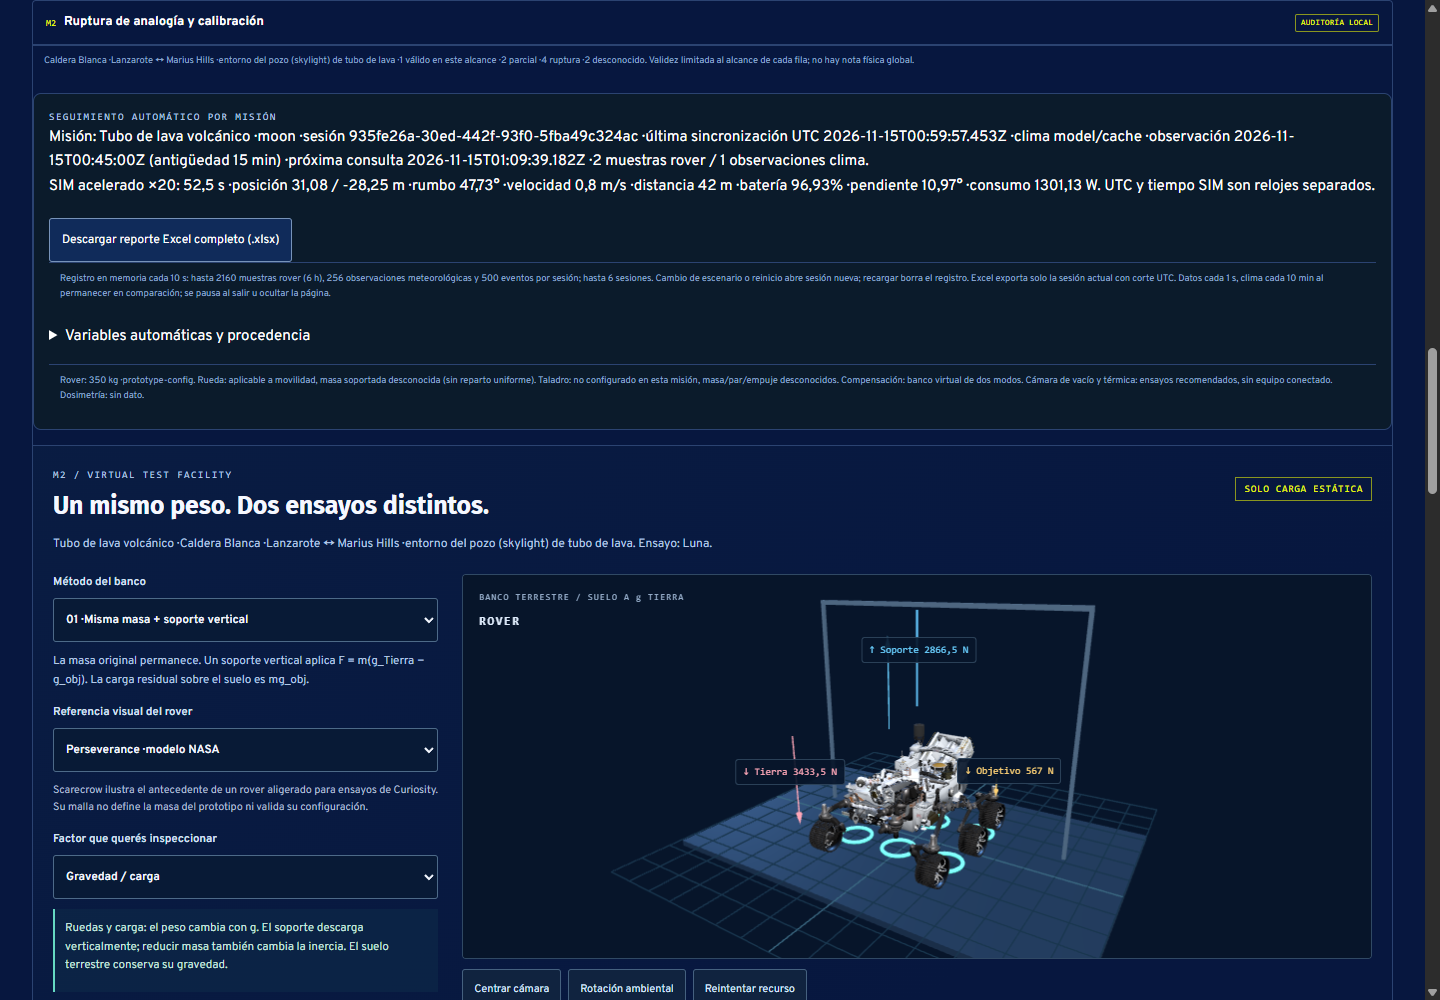 M2 Ruptura de analogía y calibración
AUDITORÍA LOCAL
Caldera Blanca ·Lanzarote ↔ Marius Hills ·entorno del pozo (skylight) de tubo de lava ·1 válido en este alcance ·2 parcial ·4 ruptura ·2 desconocido. Validez limitada al alcance de cada fila; no hay nota física global.
SEGUIMIENTO AUTOMÁTICO POR MISIÓN
Misión: Tubo de lava volcánico ·moon ·sesión 935fe26a-30ed-442f-93f0-5fba49c324ac ·última sincronización UTC 2026-11-15T00:59:57.453Z ·clima model/cache ·observación 2026-11-
15T00:45:00Z (antigüedad 15 min) ·próxima consulta 2026-11-15T01:09:39.182Z ·2 muestras rover / 1 observaciones clima.
SIM acelerado ×20: 52,5 s ·posición 31,08 / -28,25 m ·rumbo 47,73° ·velocidad 0,8 m/s ·distancia 42 m ·batería 96,93% ·pendiente 10,97° ·consumo 1301,13 W. UTC y tiempo SIM son relojes separados.
Descargar reporte Excel completo (.xlsx)
Registro en memoria cada 10 s: hasta 2160 muestras rover (6 h), 256 observaciones meteorológicas y 500 eventos por sesión; hasta 6 sesiones. Cambio de escenario o reinicio abre sesión nueva; recargar borra el registro. Excel exporta solo la sesión actual con corte UTC. Datos cada 1 s, clima cada 10 min al
permanecer en comparación; se pausa al salir u ocultar la página.
Variables automáticas y procedencia
Rover: 350 kg ·prototype-config. Rueda: aplicable a movilidad, masa soportada desconocida (sin reparto uniforme). Taladro: no configurado en esta misión, masa/par/empuje desconocidos. Compensación: banco virtual de dos modos. Cámara de vacío y térmica: ensayos recomendados, sin equipo conectado.
Dosimetría: sin dato.
M2 / VIRTUAL TEST FACILITY
Un mismo peso. Dos ensayos distintos.
SOLO CARGA ESTÁTICA
Tubo de lava volcánico ·Caldera Blanca ·Lanzarote ↔ Marius Hills ·entorno del pozo (skylight) de tubo de lava. Ensayo: Luna.
Método del banco
01 ·Misma masa + soporte vertical
La masa original permanece. Un soporte vertical aplica F = m(g_Tierra −
g_obj). La carga residual sobre el suelo es mg_obj.
Referencia visual del rover
Perseverance ·modelo NASA
Scarecrow ilustra el antecedente de un rover aligerado para ensayos de Curiosity.
Su malla no define la masa del prototipo ni valida su configuración.
Factor que querés inspeccionar
Gravedad / carga
Ruedas y carga: el peso cambia con g. El soporte descarga
verticalmente; reducir masa también cambia la inercia. El suelo
terrestre conserva su gravedad.
BANCO TERRESTRE / SUELO A g TIERRA
ROVER
↑ Soporte 2866,5 N
↓ Tierra 3433,5 N
↓ Objetivo 567 N
Centrar cámara
Rotación ambiental
Reintentar recurso